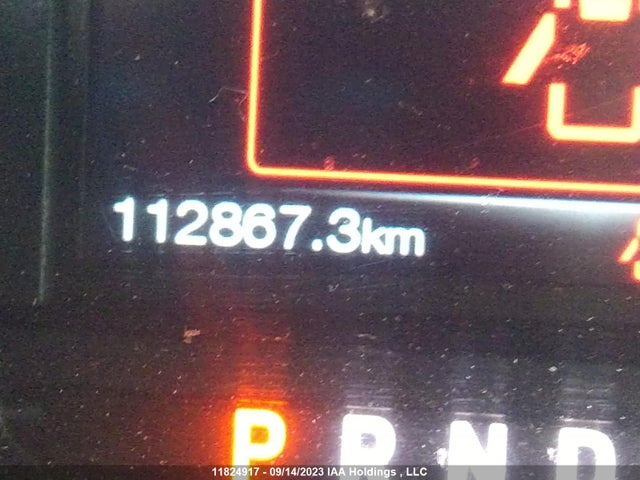 112867.3km
P R N D
11824917 - 09/14/2023 IAA Holdings , LLC